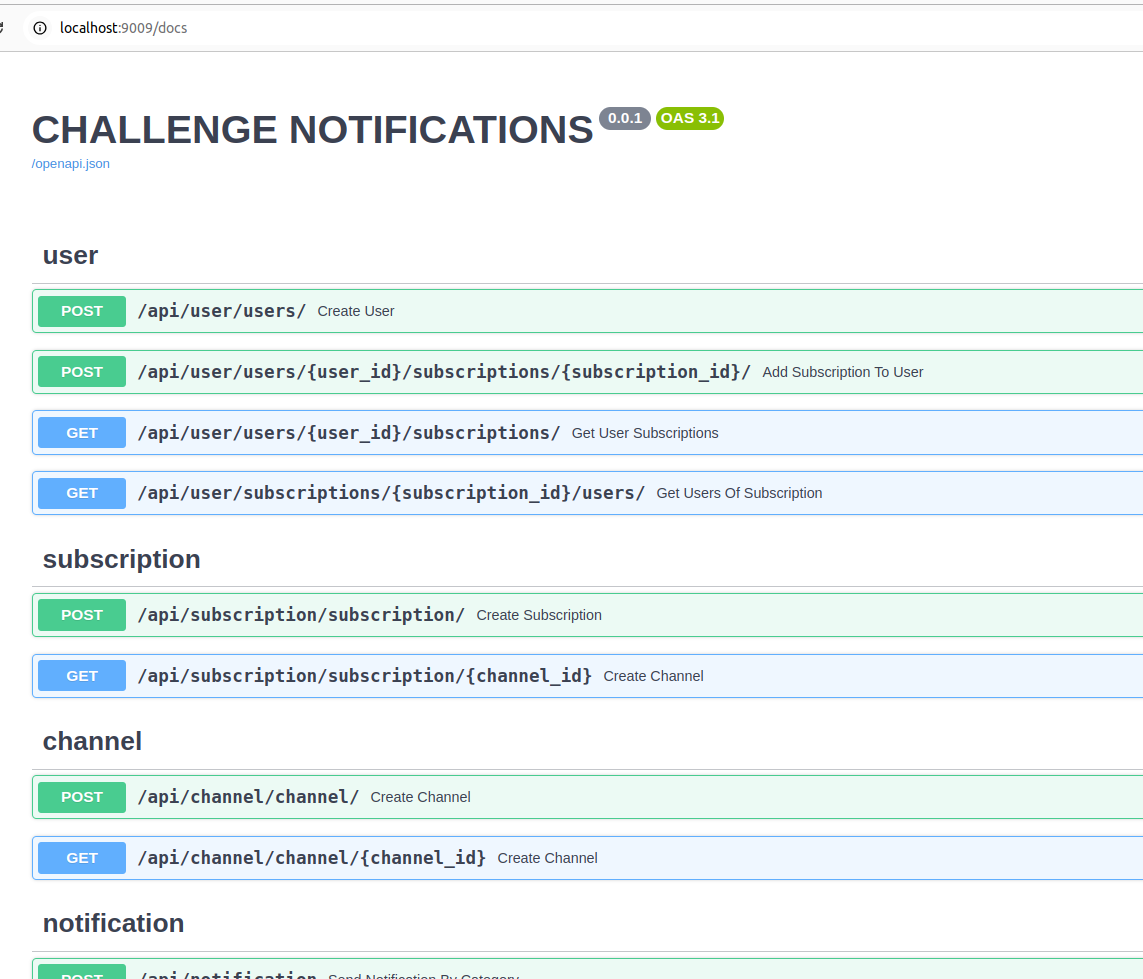 localhost:9009/docs
CHALLENGE NOTIFICATIONS 0.0.1 OAS 3.1
/openapi.json
user
POST /api/user/users/ Create User
POST /api/user/users/{user_id}/subscriptions/{subscription_id}/ Add Subscription To User
GET /api/user/users/{user_id}/subscriptions/ Get User Subscriptions
GET /api/user/subscriptions/{subscription_id}/users/ Get Users Of Subscription
subscription
POST /api/subscription/subscription/ Create Subscription
GET /api/subscription/subscription/{channel_id} Create Channel
channel
POST /api/channel/channel/ Create Channel
GET /api/channel/channel/{channel_id} Create Channel
notification
POST /api/notification Send Notification By Category